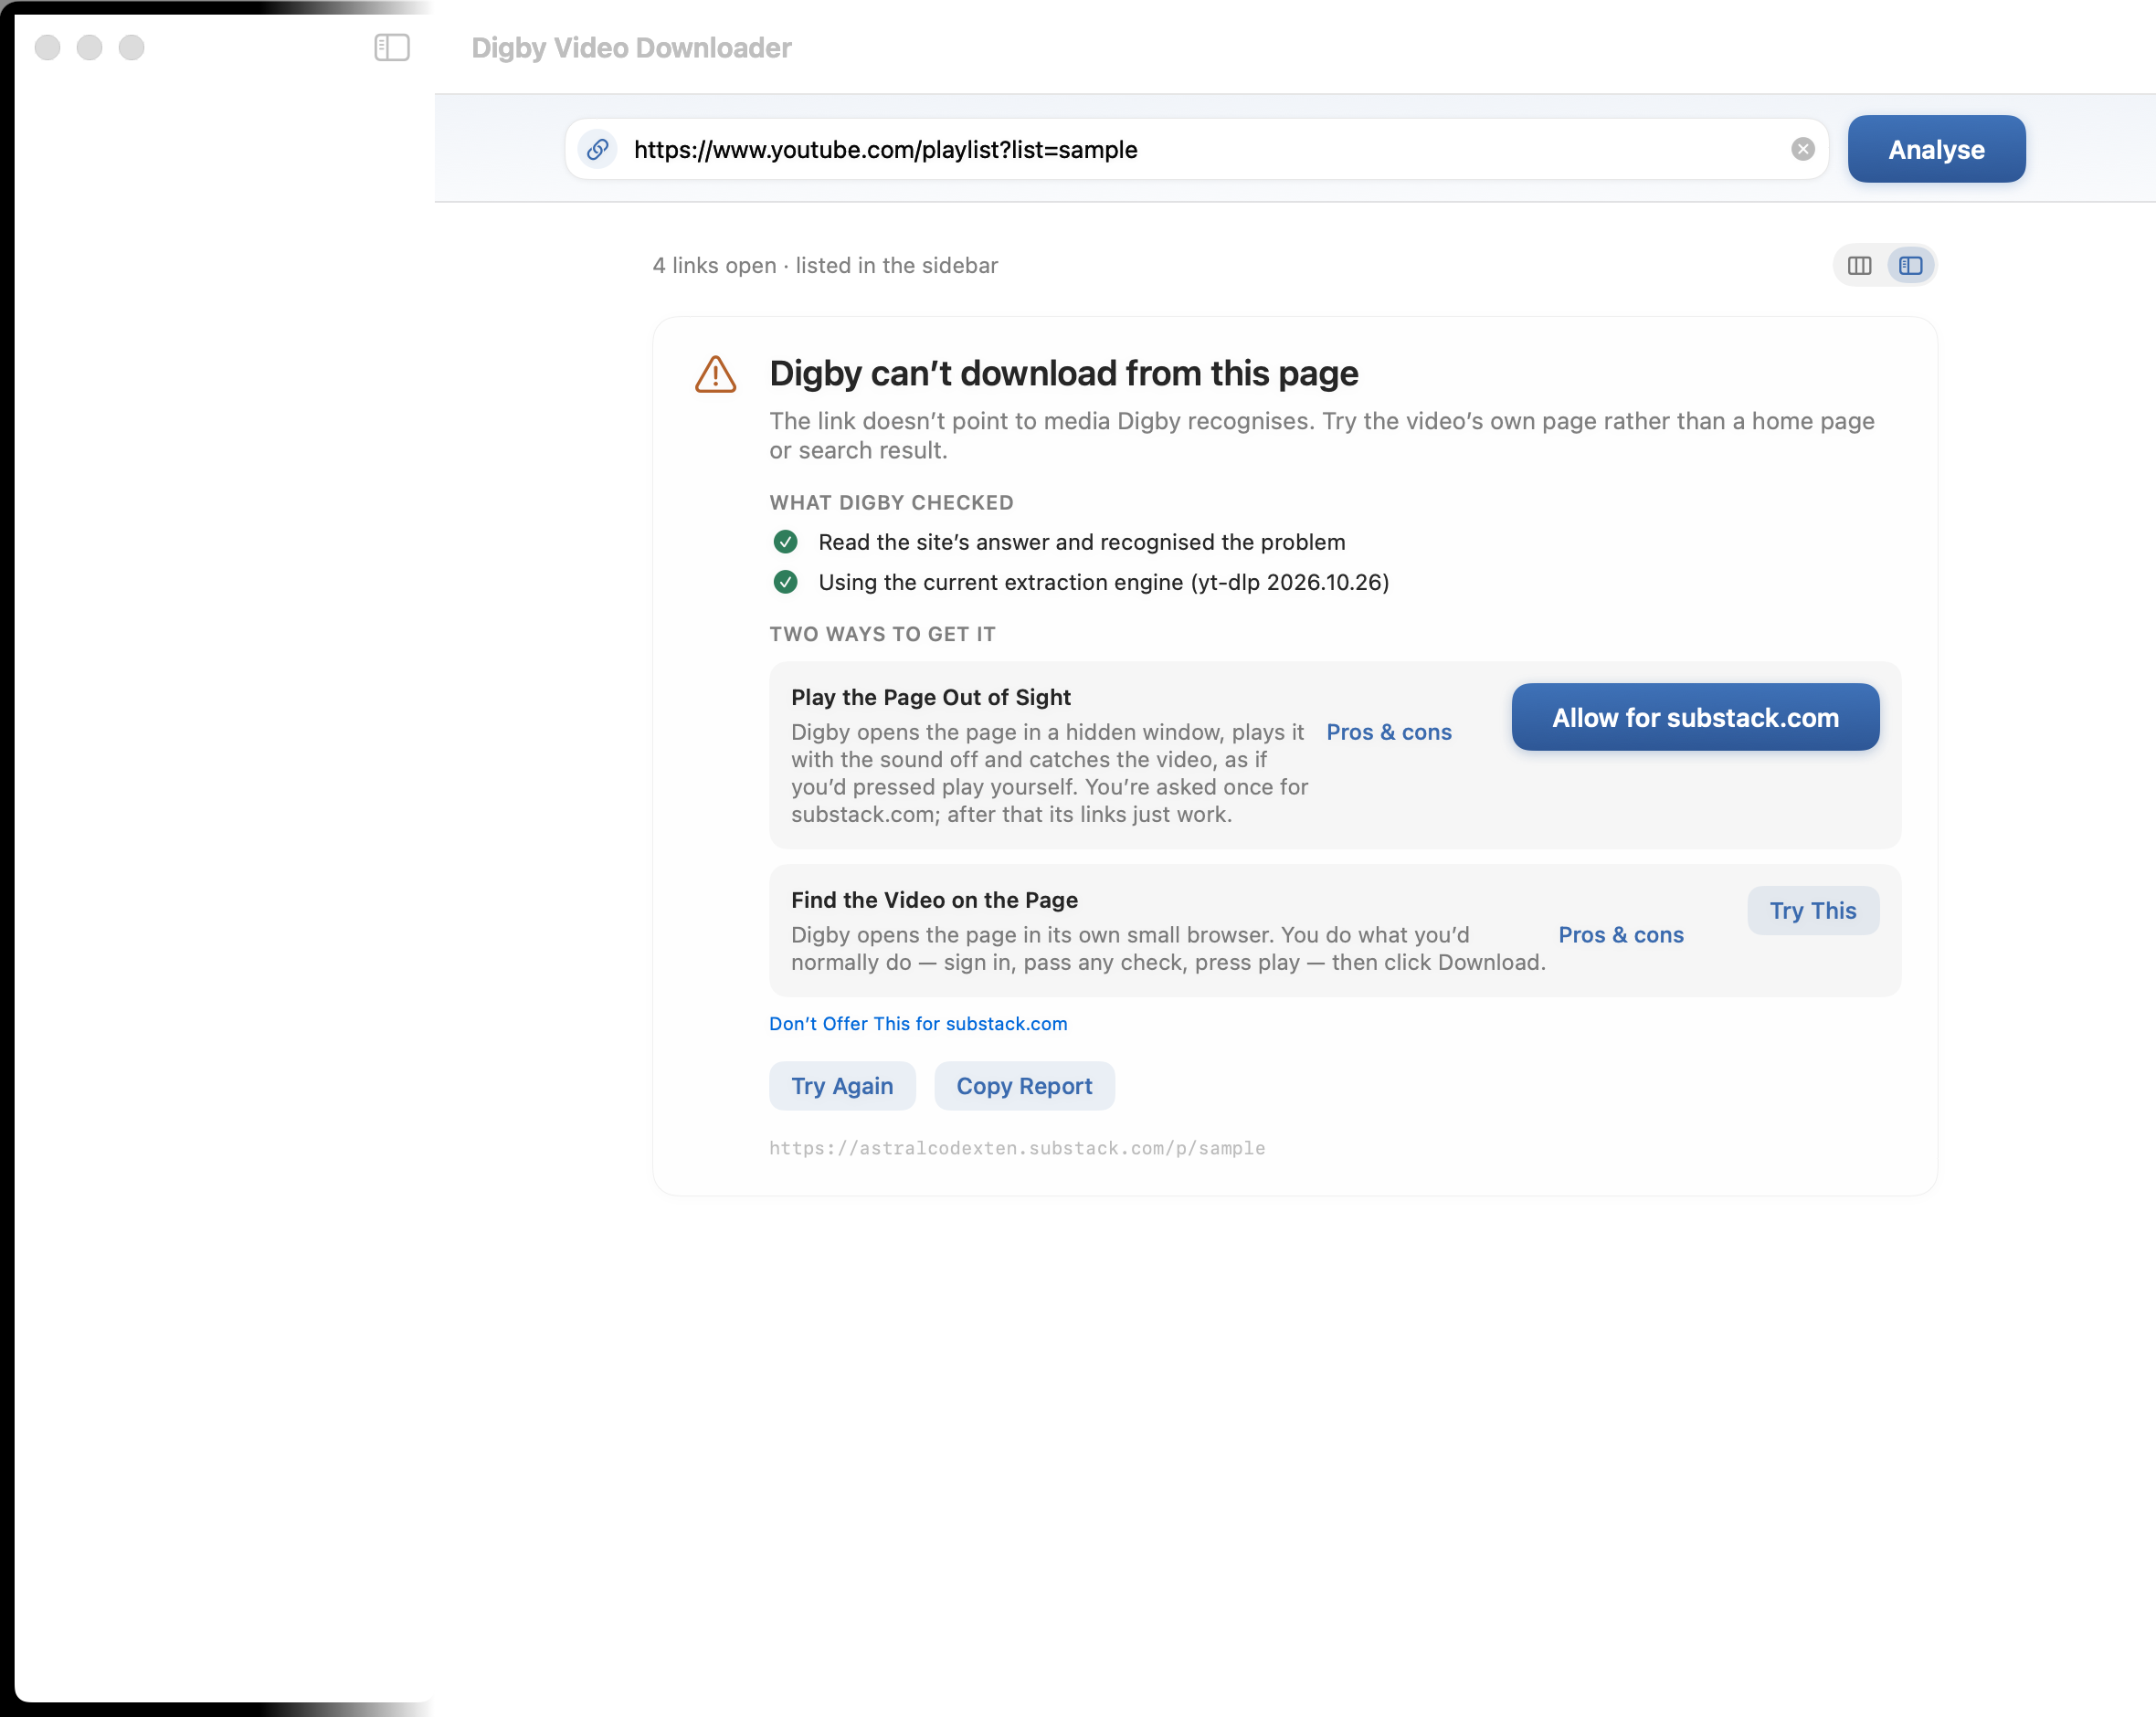 Digby Video Downloader
https://www.youtube.com/playlist?list=sample
Analyse
4 links open · listed in the sidebar
Digby can’t download from this page
The link doesn’t point to media Digby recognises. Try the video’s own page rather than a home page
or search result.
WHAT DIGBY CHECKED
Read the site’s answer and recognised the problem
Using the current extraction engine (yt-dlp 2026.10.26)
TWO WAYS TO GET IT
Play the Page Out of Sight
Digby opens the page in a hidden window, plays it
with the sound off and catches the video, as if
you’d pressed play yourself. You’re asked once for
substack.com; after that its links just work.
Pros & cons
Allow for substack.com
Find the Video on the Page
Digby opens the page in its own small browser. You do what you’d
normally do — sign in, pass any check, press play — then click Download.
Pros & cons
Try This
Don’t Offer This for substack.com
Try Again
Copy Report
https://astralcodexten.substack.com/p/sample